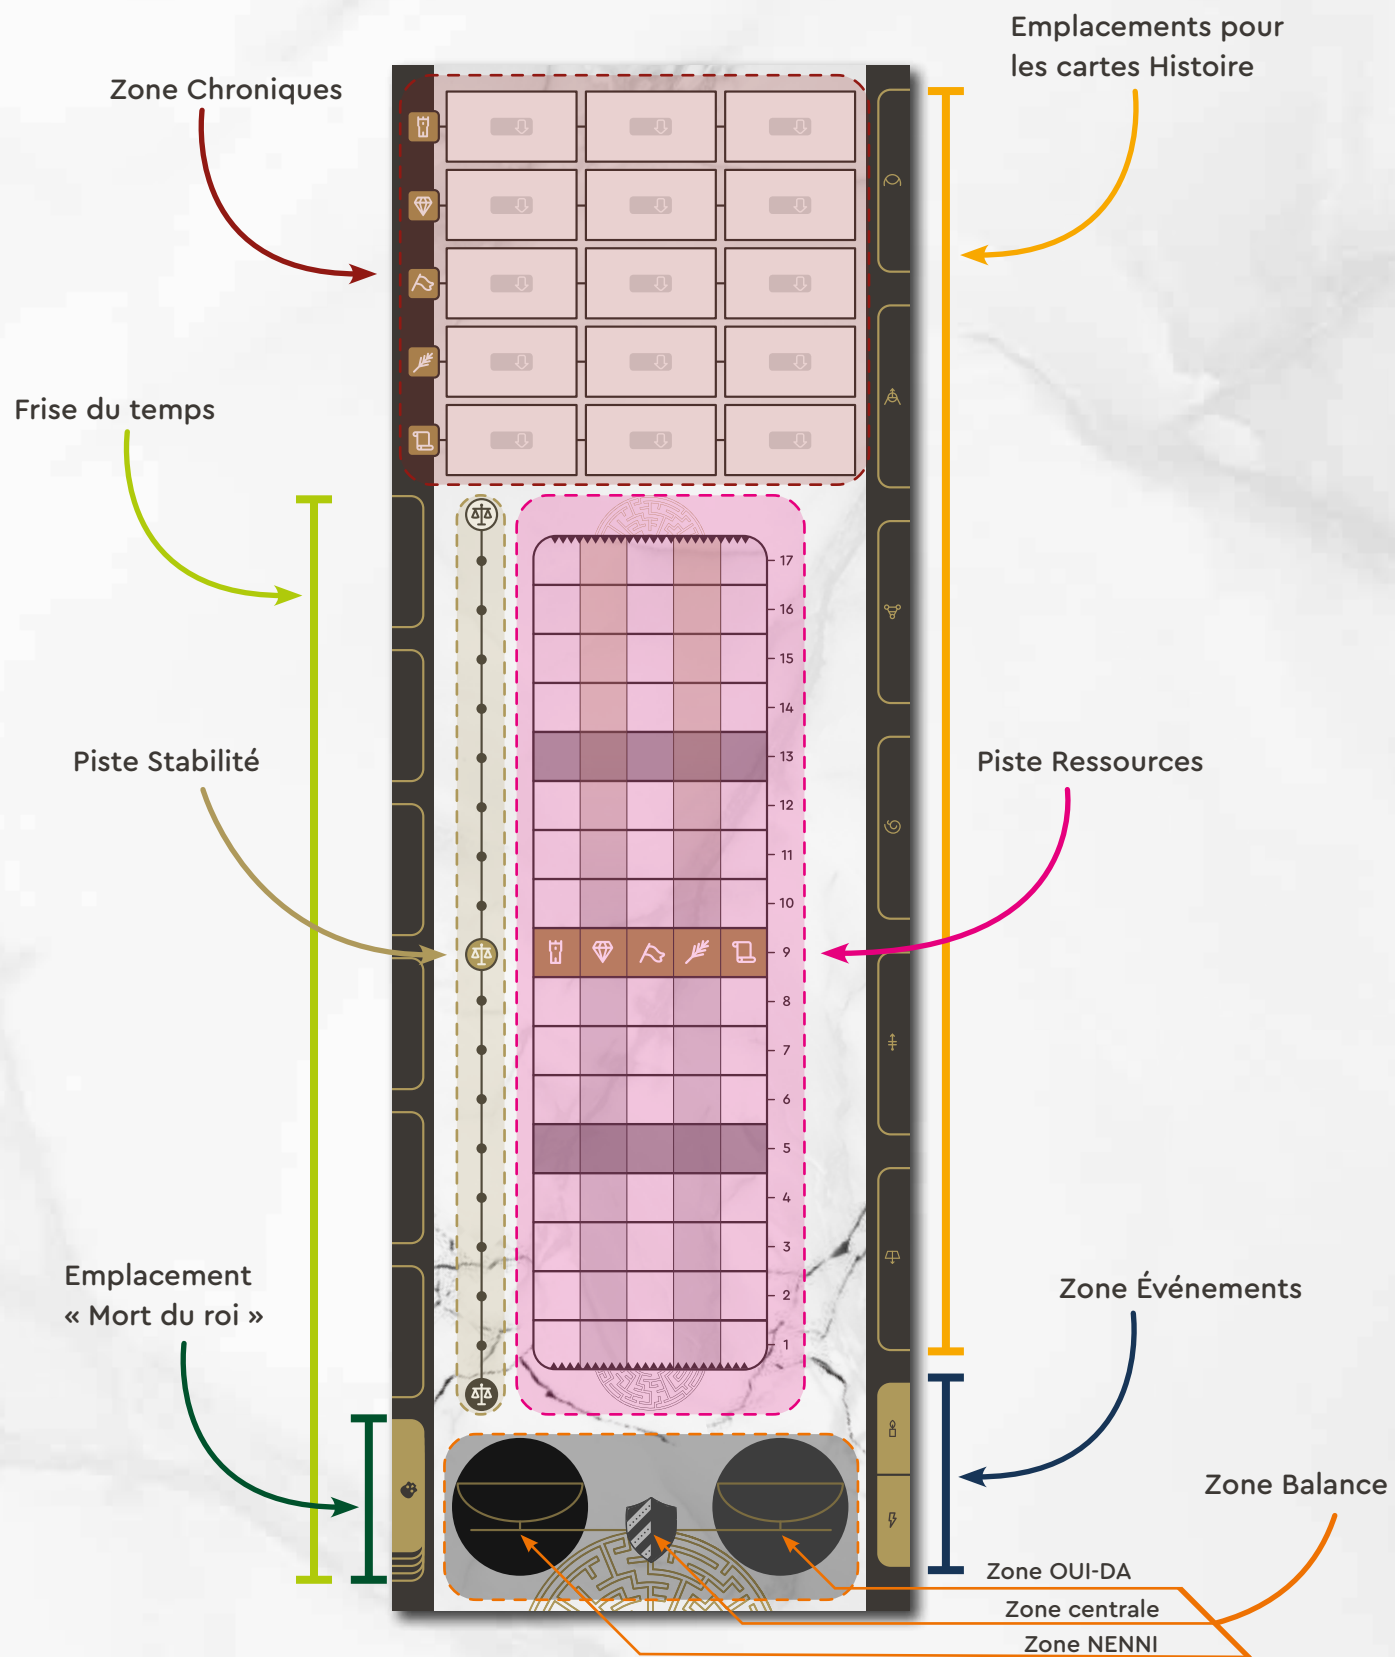 Emplacements pour
les cartes Histoire
Zone Chroniques
Frise du temps
17
16
15
14
Piste Stabilité
Piste Ressources
13
12
11
10
9
8
7
6
5
4
3
2
1
Emplacement
« Mort du roi »
Zone Événements
Zone Balance
Zone OUI-DA
Zone centrale
Zone NENNI